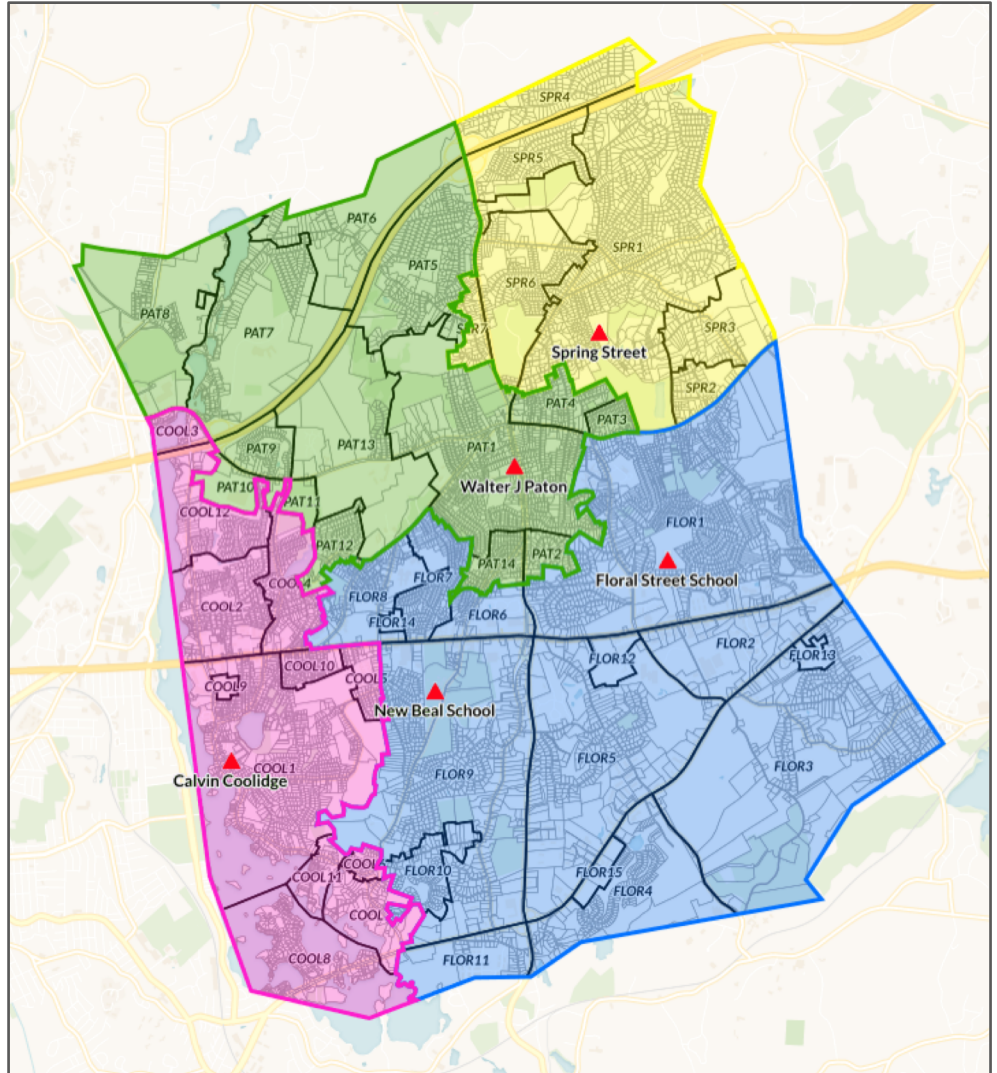 SPR4
SPR5
PAT6
SPR1
PAT5
SPR6
PAT8
PAT7
SPR7
SPR3
Spring Street
SPR2
PAT4
PAT3
COOL3
PAT13
PAT1
PAT9
Walter J Paton
PAT10
PAT11
COOL12
FLOR1
PAT12
PAT14
PAT2
COOL4
FLOR7
Floral Street School
FLOR8
COOL2
FLOR6
FLOR14
FLOR2
FLOR12
FLOR13
COOL10
COOL5
COOL9
New Beal School
FLOR5
COOL1
FLOR9
FLOR3
Calvin Coolidge
COOL
FLOR10
COOL11
FLOR15
FLOR4
COOL
COOL8
FLOR11